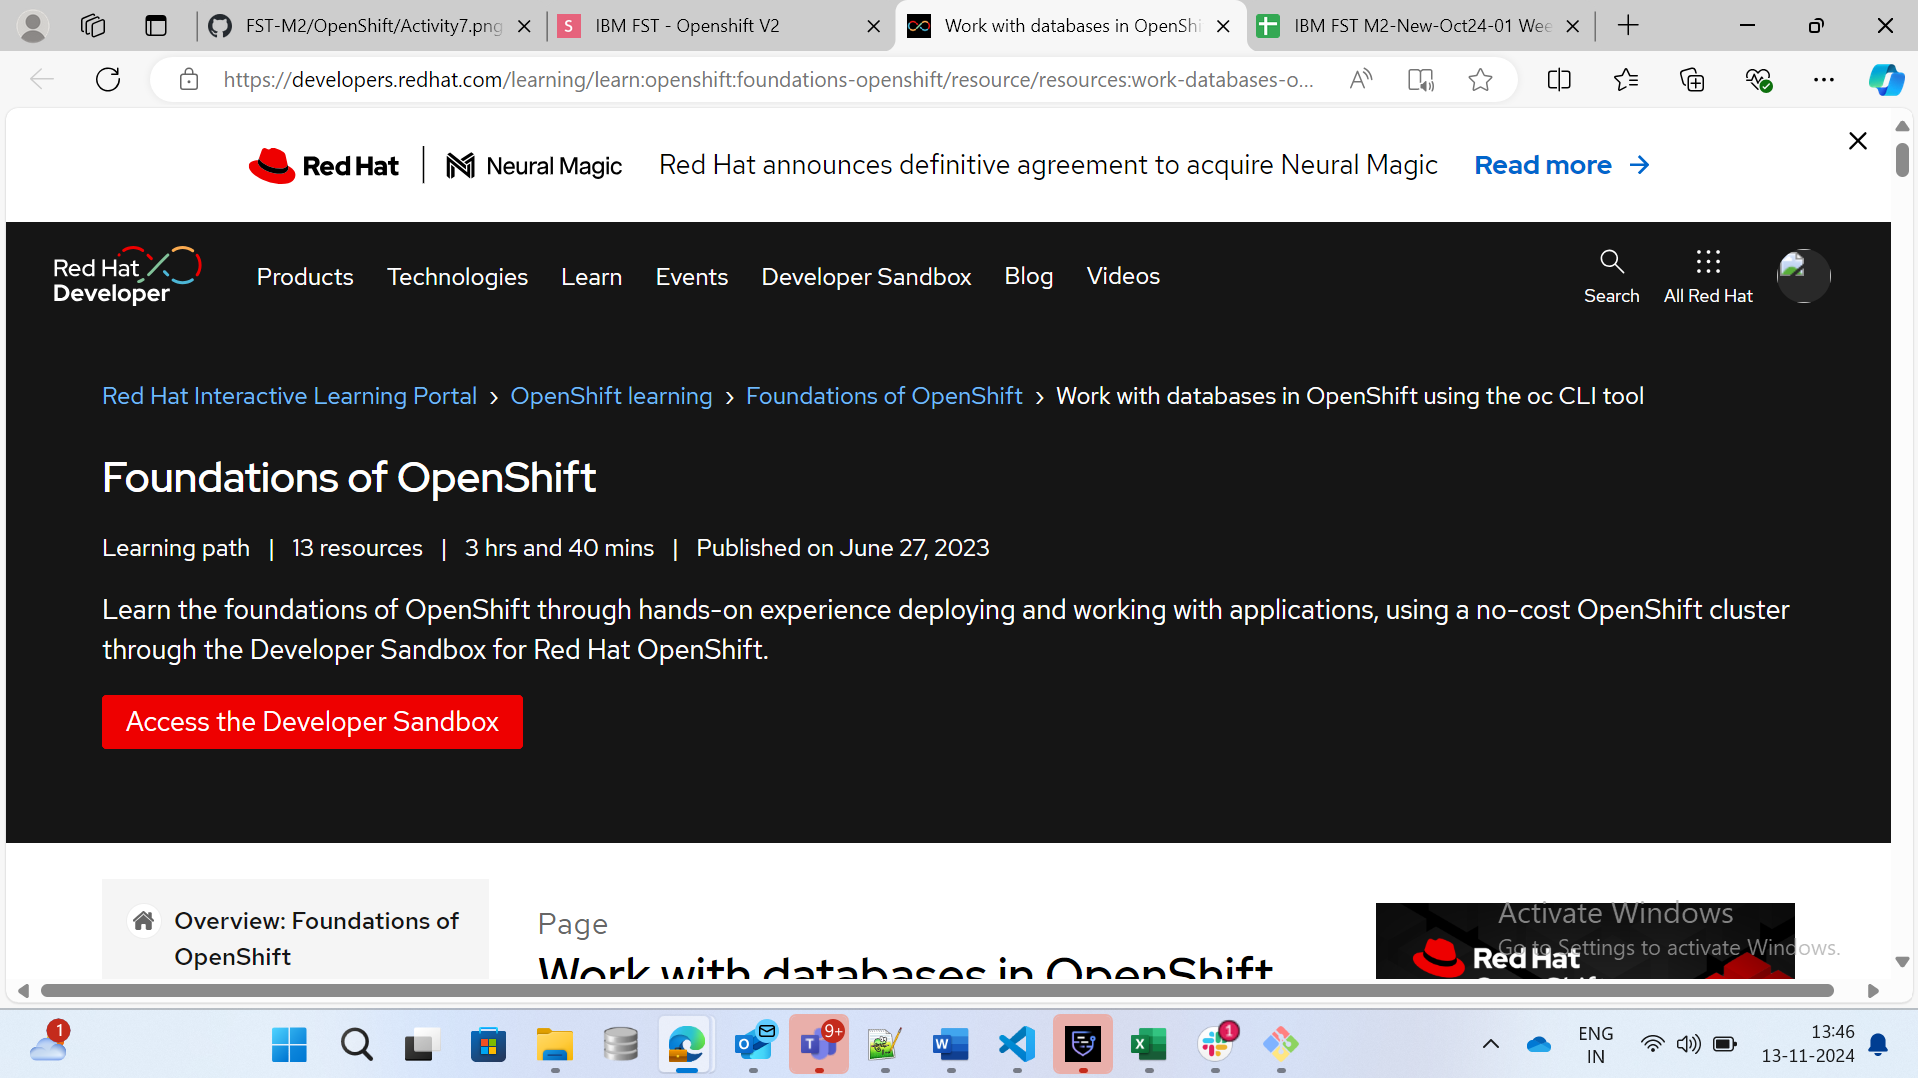 FST-M2/OpenShift/Activity7.png
IBM FST - Openshift V2
Work with databases in OpenShi
IBM FST M2-New-Oct24-01 Wee
https://developers.redhat.com/learning/learn:openshift:foundations-openshift/resource/resources:work-databases-o...
Red Hat | Neural Magic Red Hat announces definitive agreement to acquire Neural Magic Read more →
Red Hat
Developer
Products Technologies Learn Events Developer Sandbox Blog Videos
Search All Red Hat
Red Hat Interactive Learning Portal › OpenShift learning › Foundations of OpenShift › Work with databases in OpenShift using the oc CLI tool
Foundations of OpenShift
Learning path | 13 resources | 3 hrs and 40 mins | Published on June 27, 2023
Learn the foundations of OpenShift through hands-on experience deploying and working with applications, using a no-cost OpenShift cluster
through the Developer Sandbox for Red Hat OpenShift.
Access the Developer Sandbox
Overview: Foundations of
OpenShift
Page
Work with databases in OpenShift
Activate Windows
Go to Settings to activate Windows.
Red Hat
1
9+
1
ENG
IN
13:46
13-11-2024